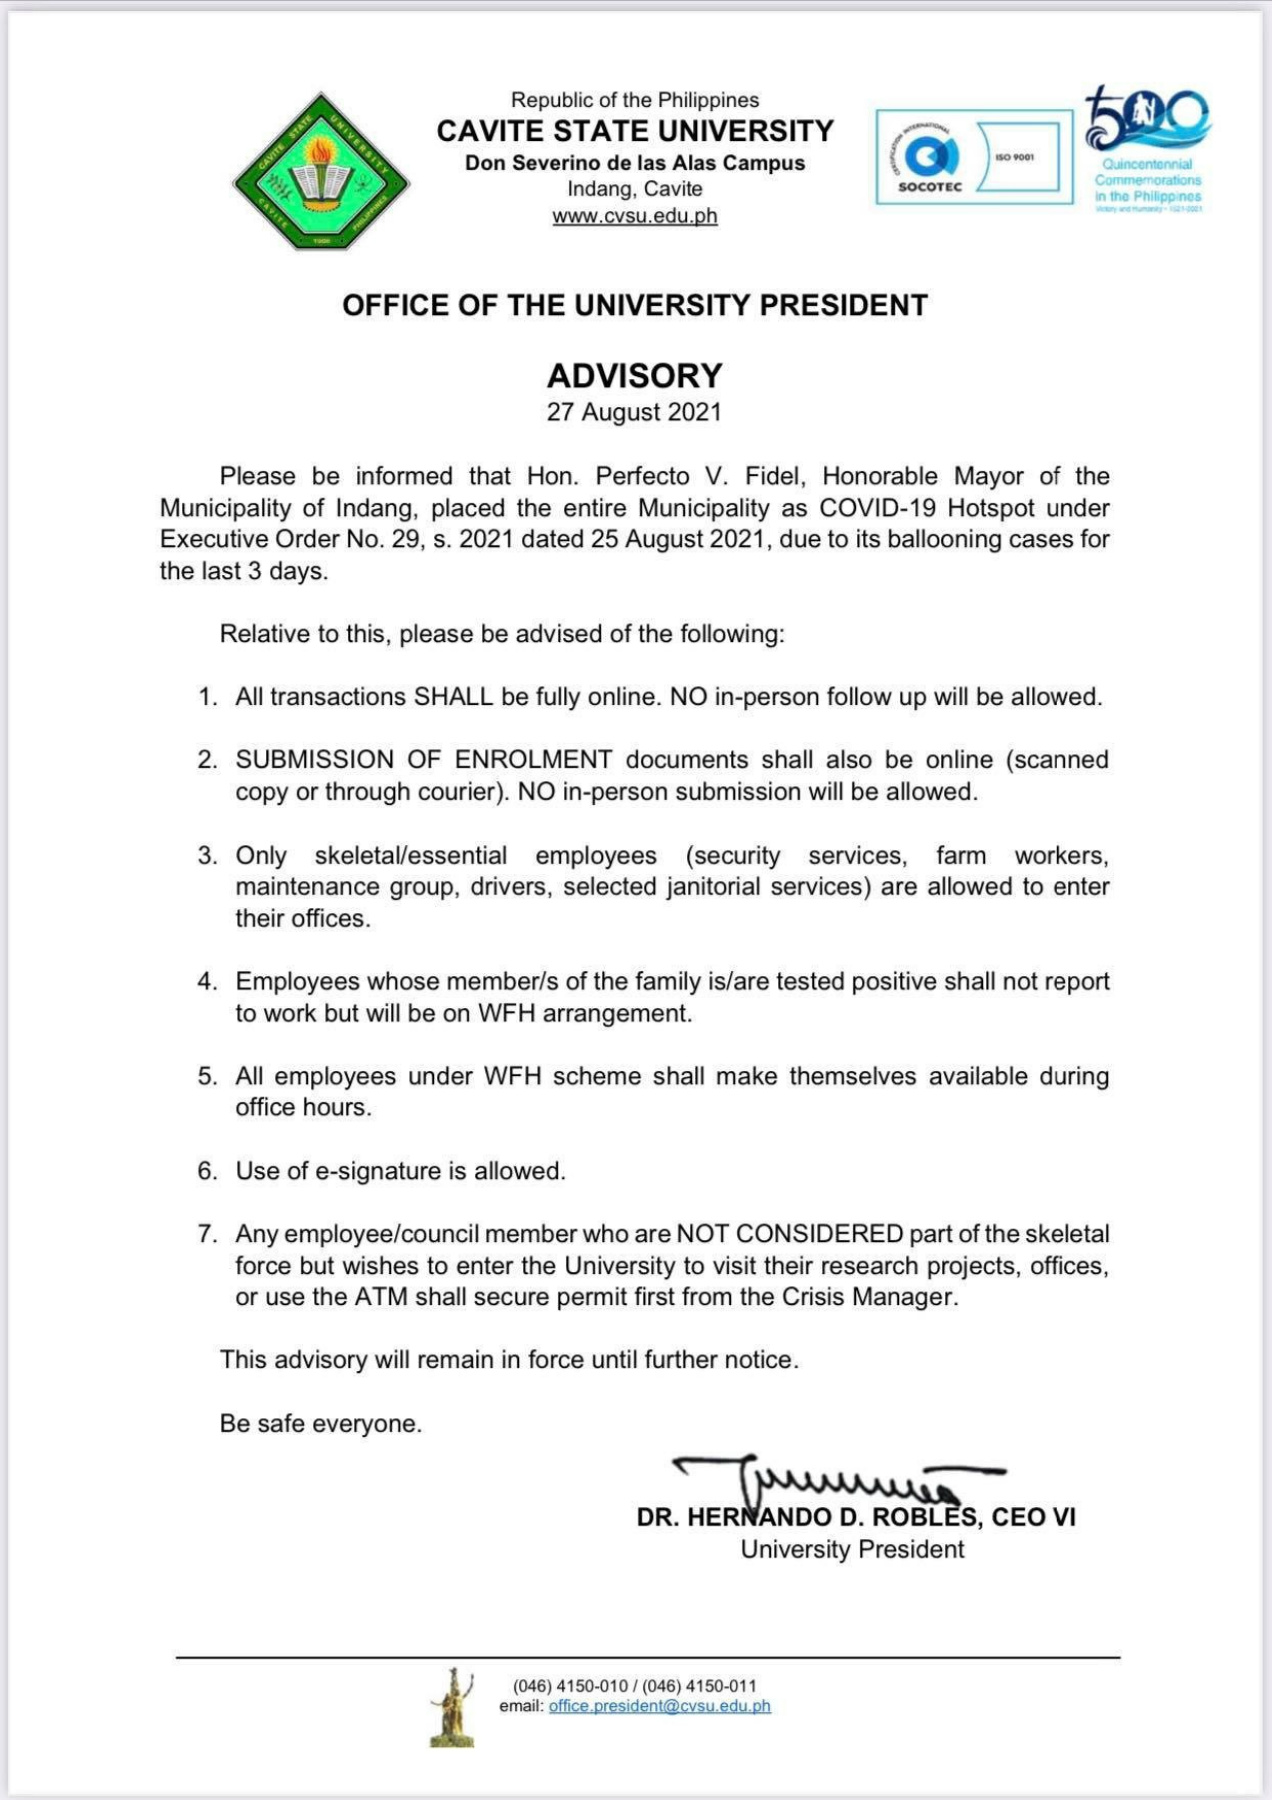 Republic of the Philippines
CAVITE STATE UNIVERSITY
Don Severino de las Alas Campus
Indang, Cavite
www.cvsu.edu.ph
CAVITE STATE UNIVERSITY
CAVITE
PHILIPPINES
CERTIFICATION INTERNATIONAL
SOCOTEC
ISO 9001
500
Quincentennial
Commemorations
in the Philippines
Victory and Humanity • 1521-2021
OFFICE OF THE UNIVERSITY PRESIDENT
ADVISORY
27 August 2021
Please be informed that Hon. Perfecto V. Fidel, Honorable Mayor of the
Municipality of Indang, placed the entire Municipality as COVID-19 Hotspot under
Executive Order No. 29, s. 2021 dated 25 August 2021, due to its ballooning cases for
the last 3 days.
Relative to this, please be advised of the following:
1. All transactions SHALL be fully online. NO in-person follow up will be allowed.
2. SUBMISSION OF ENROLMENT documents shall also be online (scanned
copy or through courier). NO in-person submission will be allowed.
3. Only skeletal/essential employees (security services, farm workers,
maintenance group, drivers, selected janitorial services) are allowed to enter
their offices.
4. Employees whose member/s of the family is/are tested positive shall not report
to work but will be on WFH arrangement.
5. All employees under WFH scheme shall make themselves available during
office hours.
6. Use of e-signature is allowed.
7. Any employee/council member who are NOT CONSIDERED part of the skeletal
force but wishes to enter the University to visit their research projects, offices,
or use the ATM shall secure permit first from the Crisis Manager.
This advisory will remain in force until further notice.
Be safe everyone.
DR. HERNANDO D. ROBLES, CEO VI
University President
(046) 4150-010 / (046) 4150-011
email: office.president@cvsu.edu.ph